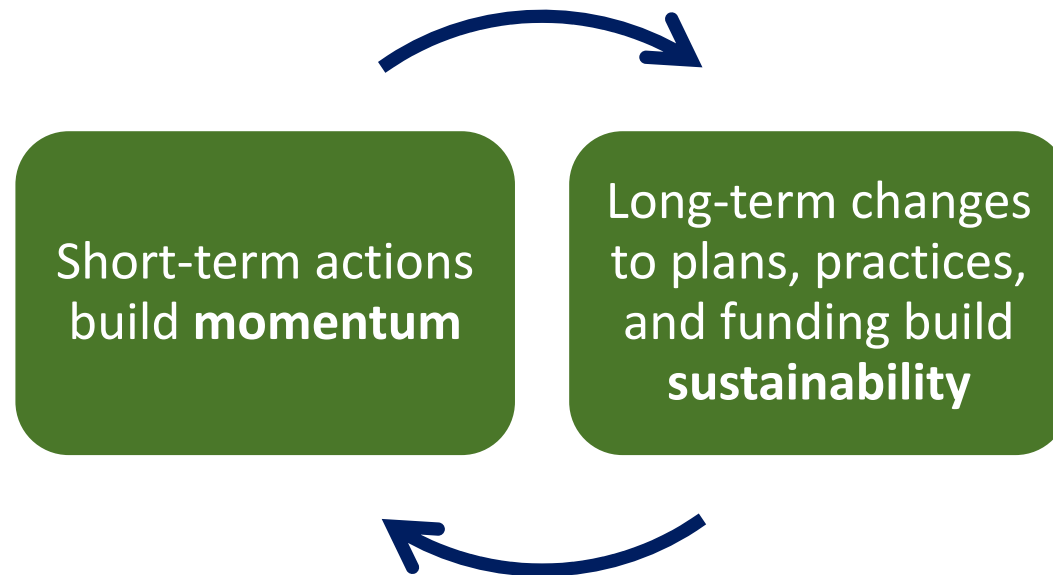 Short-term actions
build momentum
Long-term changes
to plans, practices,
and funding build
sustainability